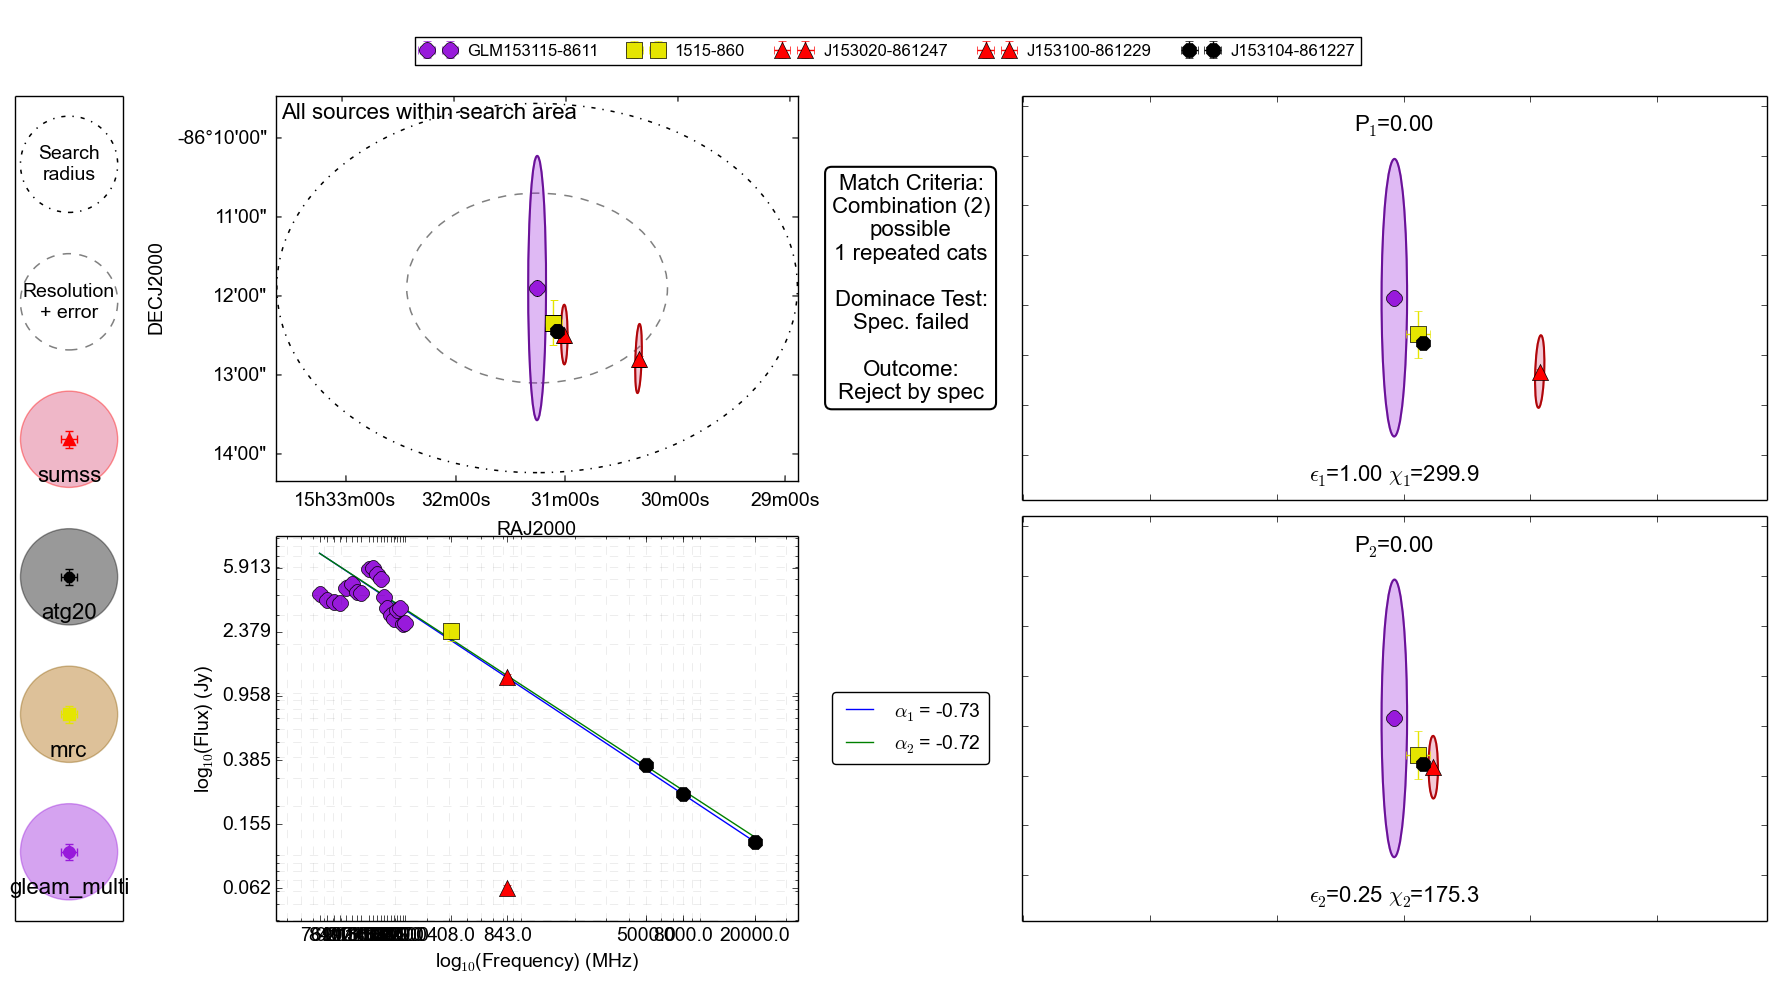 GLM153115-8611
1515-860
J153020-861247
J153100-861229
J153104-861227
Search
radius
Resolution
+ error
sumss
atg20
mrc
gleam_multi
All sources within search area
DECJ2000
-86°10'00"
11'00"
12'00"
13'00"
14'00"
15h33m00s
32m00s
31m00s
30m00s
29m00s
RAJ2000
Match Criteria:
Combination (2)
possible
1 repeated cats
Dominace Test:
Spec. failed
Outcome:
Reject by spec
P1=0.00
ϵ1=1.00 χ1=299.9
log10(Flux) (Jy)
5.913
2.379
0.958
0.385
0.155
0.062
408.0
843.0
5000.0
8000.0
20000.0
log10(Frequency) (MHz)
α1 = -0.73
α2 = -0.72
P2=0.00
ϵ2=0.25 χ2=175.3